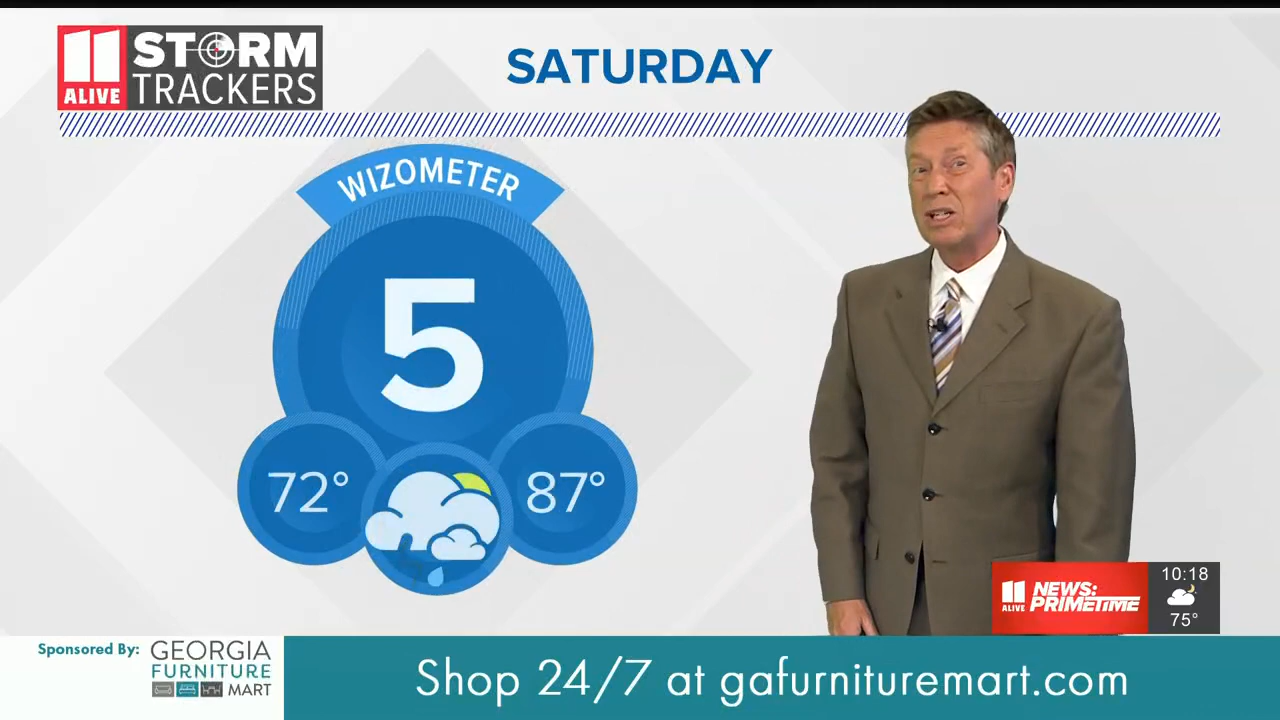 11
ALIVE
STORM
TRACKERS
SATURDAY
WIZOMETER
5
72°
87°
11
ALIVE
NEWS:
PRIMETIME
10:18
75°
Sponsored By:
GEORGIA
FURNITURE
MART
Shop 24/7 at gafurnituremart.com